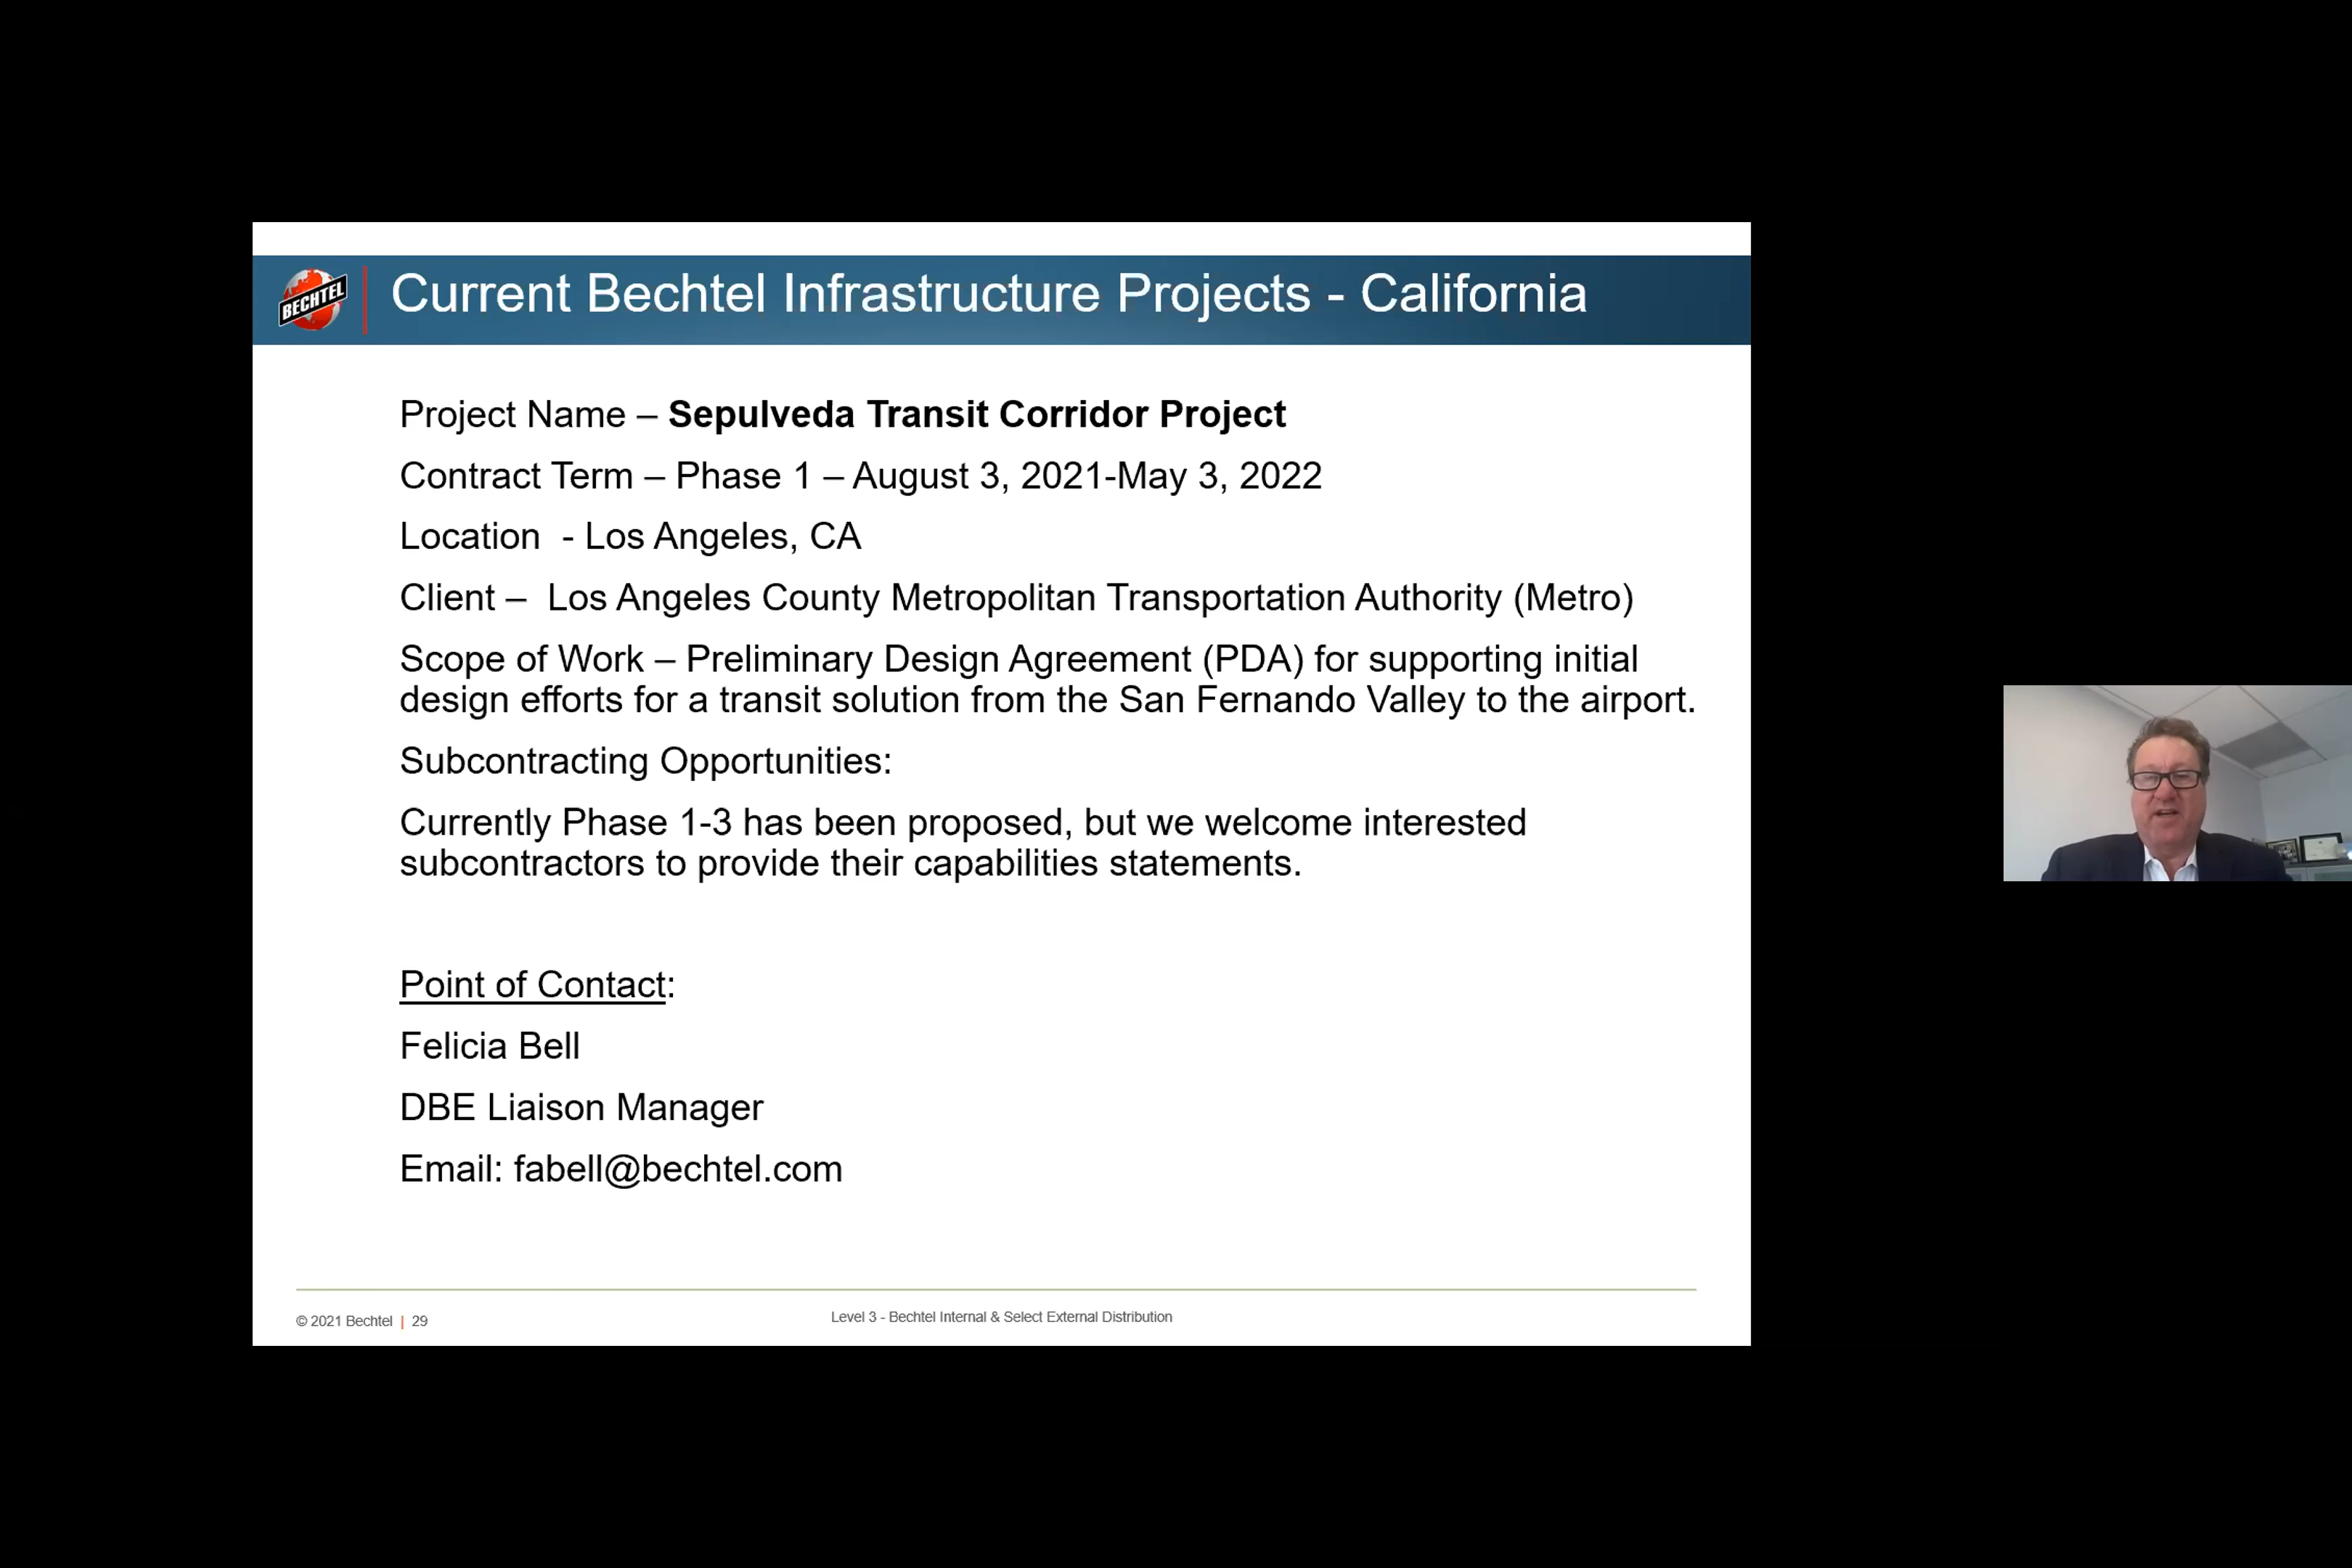 BECHTEL
Current Bechtel Infrastructure Projects - California
Project Name – Sepulveda Transit Corridor Project
Contract Term – Phase 1 – August 3, 2021-May 3, 2022
Location  - Los Angeles, CA
Client –  Los Angeles County Metropolitan Transportation Authority (Metro)
Scope of Work – Preliminary Design Agreement (PDA) for supporting initial
design efforts for a transit solution from the San Fernando Valley to the airport.
Subcontracting Opportunities:
Currently Phase 1-3 has been proposed, but we welcome interested
subcontractors to provide their capabilities statements.
Point of Contact:
Felicia Bell
DBE Liaison Manager
Email: fabell@bechtel.com
© 2021 Bechtel | 29
Level 3 - Bechtel Internal & Select External Distribution